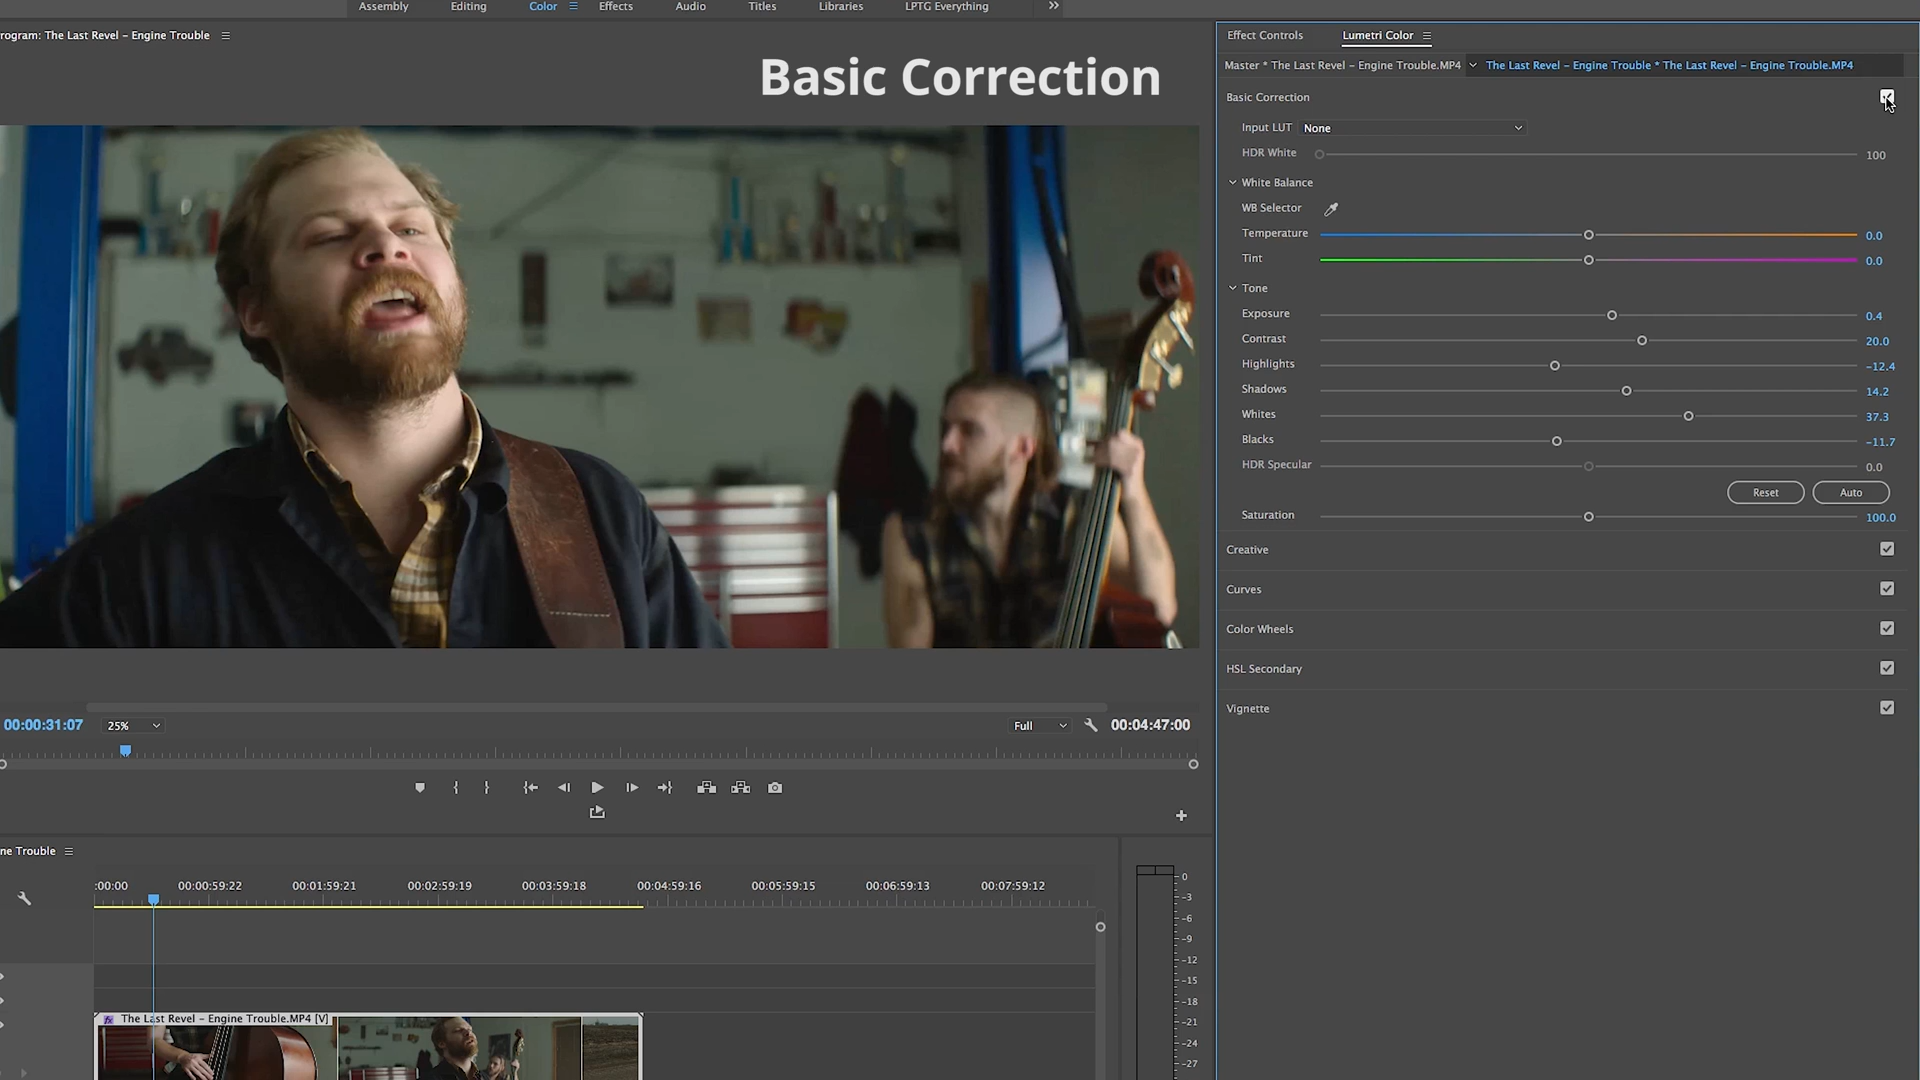 Assembly Editing Color Effects Audio Titles Libraries LPTG Everything
rogram: The Last Revel – Engine Trouble
Basic Correction
Effect Controls Lumetri Color
Master * The Last Revel – Engine Trouble.MP4 The Last Revel – Engine Trouble * The Last Revel – Engine Trouble.MP4
Basic Correction
Input LUT None
HDR White 100
White Balance
WB Selector
Temperature 0.0
Tint 0.0
Tone
Exposure 0.4
Contrast 20.0
Highlights -12.4
Shadows 14.2
Whites 37.3
Blacks -11.7
HDR Specular 0.0
Reset Auto
Saturation 100.0
Creative
Curves
Color Wheels
HSL Secondary
Vignette
00:00:31:07 25% Full 00:04:47:00
ne Trouble
:00:00 00:00:59:22 00:01:59:21 00:02:59:19 00:03:59:18 00:04:59:16 00:05:59:15 00:06:59:13 00:07:59:12
fx The Last Revel – Engine Trouble.MP4 [V]
0
-3
-6
-9
-12
-15
-18
-21
-24
-27